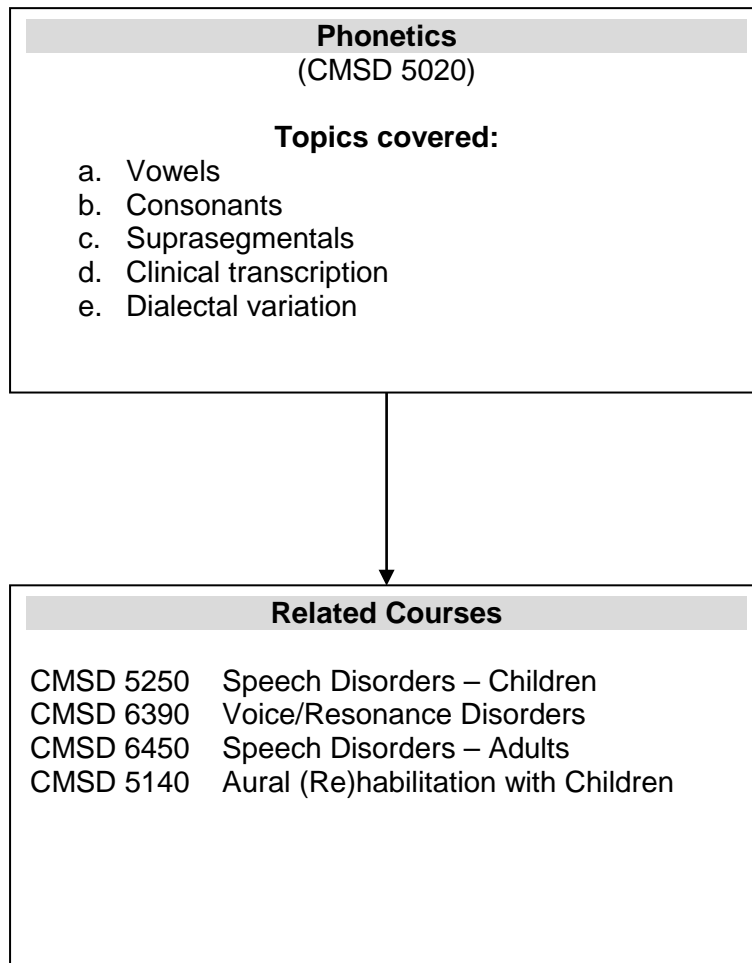 Phonetics
(CMSD 5020)
Topics covered:
a. Vowels
b. Consonants
c. Suprasegmentals
d. Clinical transcription
e. Dialectal variation
Related Courses
CMSD 5250 Speech Disorders – Children
CMSD 6390 Voice/Resonance Disorders
CMSD 6450 Speech Disorders – Adults
CMSD 5140 Aural (Re)habilitation with Children